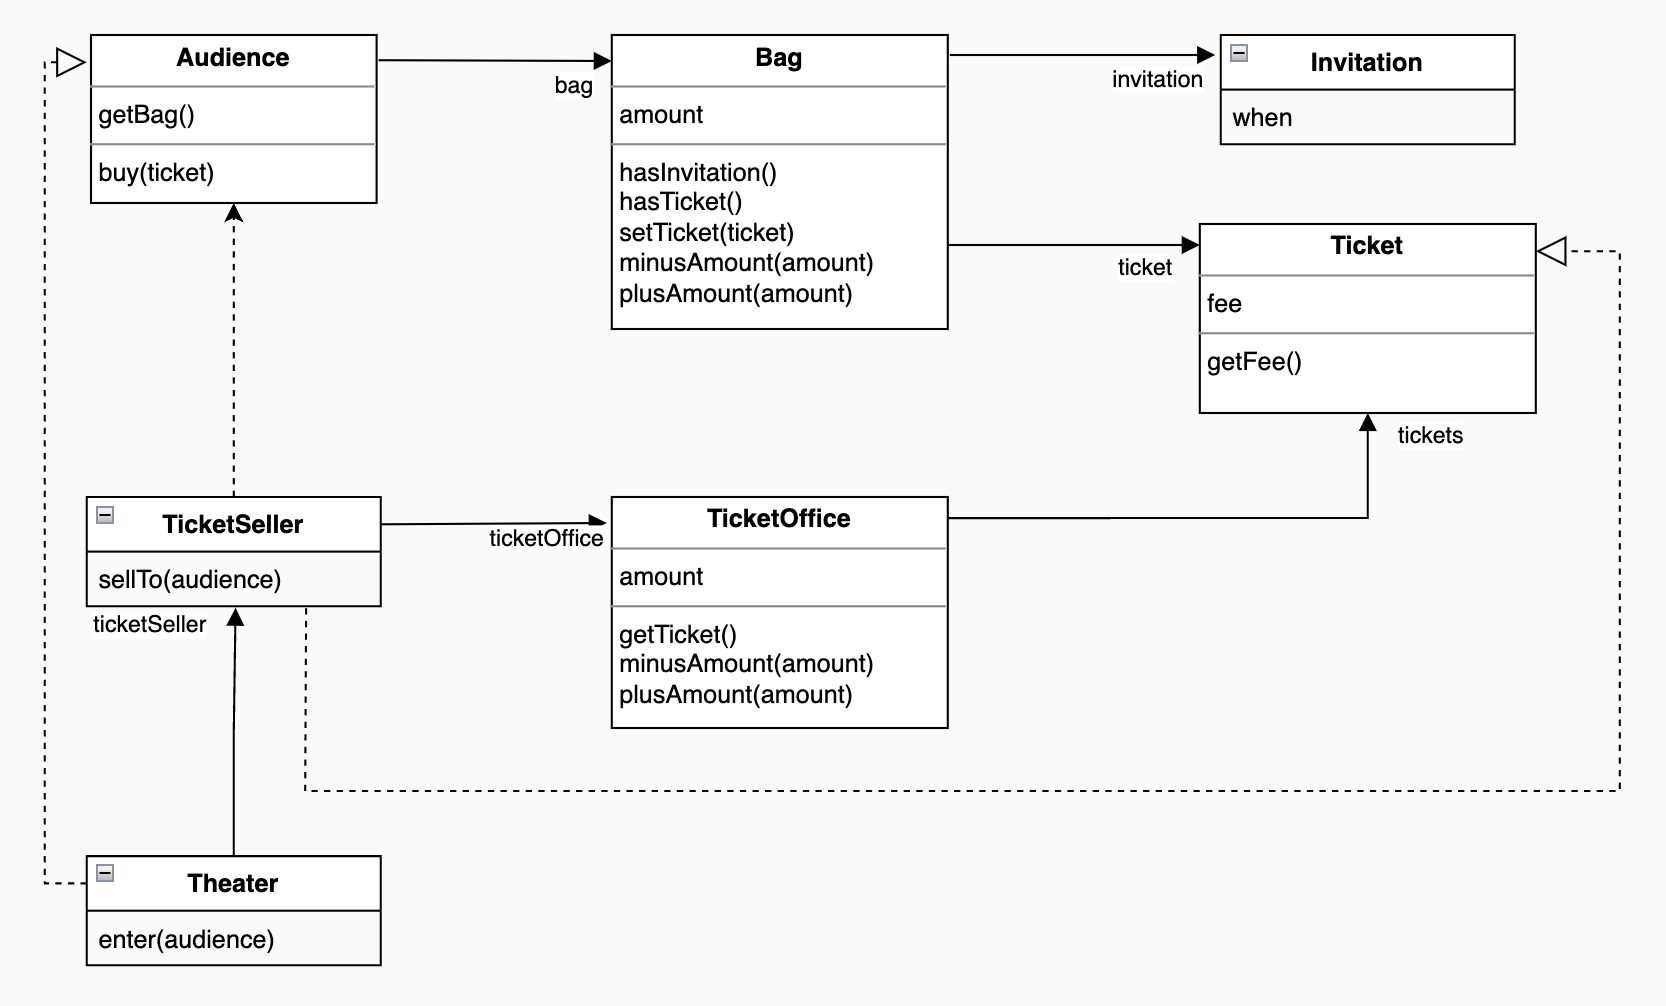 Audience
getBag()
buy(ticket)
bag
Bag
amount
hasInvitation()
hasTicket()
setTicket(ticket)
minusAmount(amount)
plusAmount(amount)
invitation
Invitation
when
ticket
Ticket
fee
getFee()
tickets
TicketSeller
sellTo(audience)
ticketSeller
ticketOffice
TicketOffice
amount
getTicket()
minusAmount(amount)
plusAmount(amount)
Theater
enter(audience)